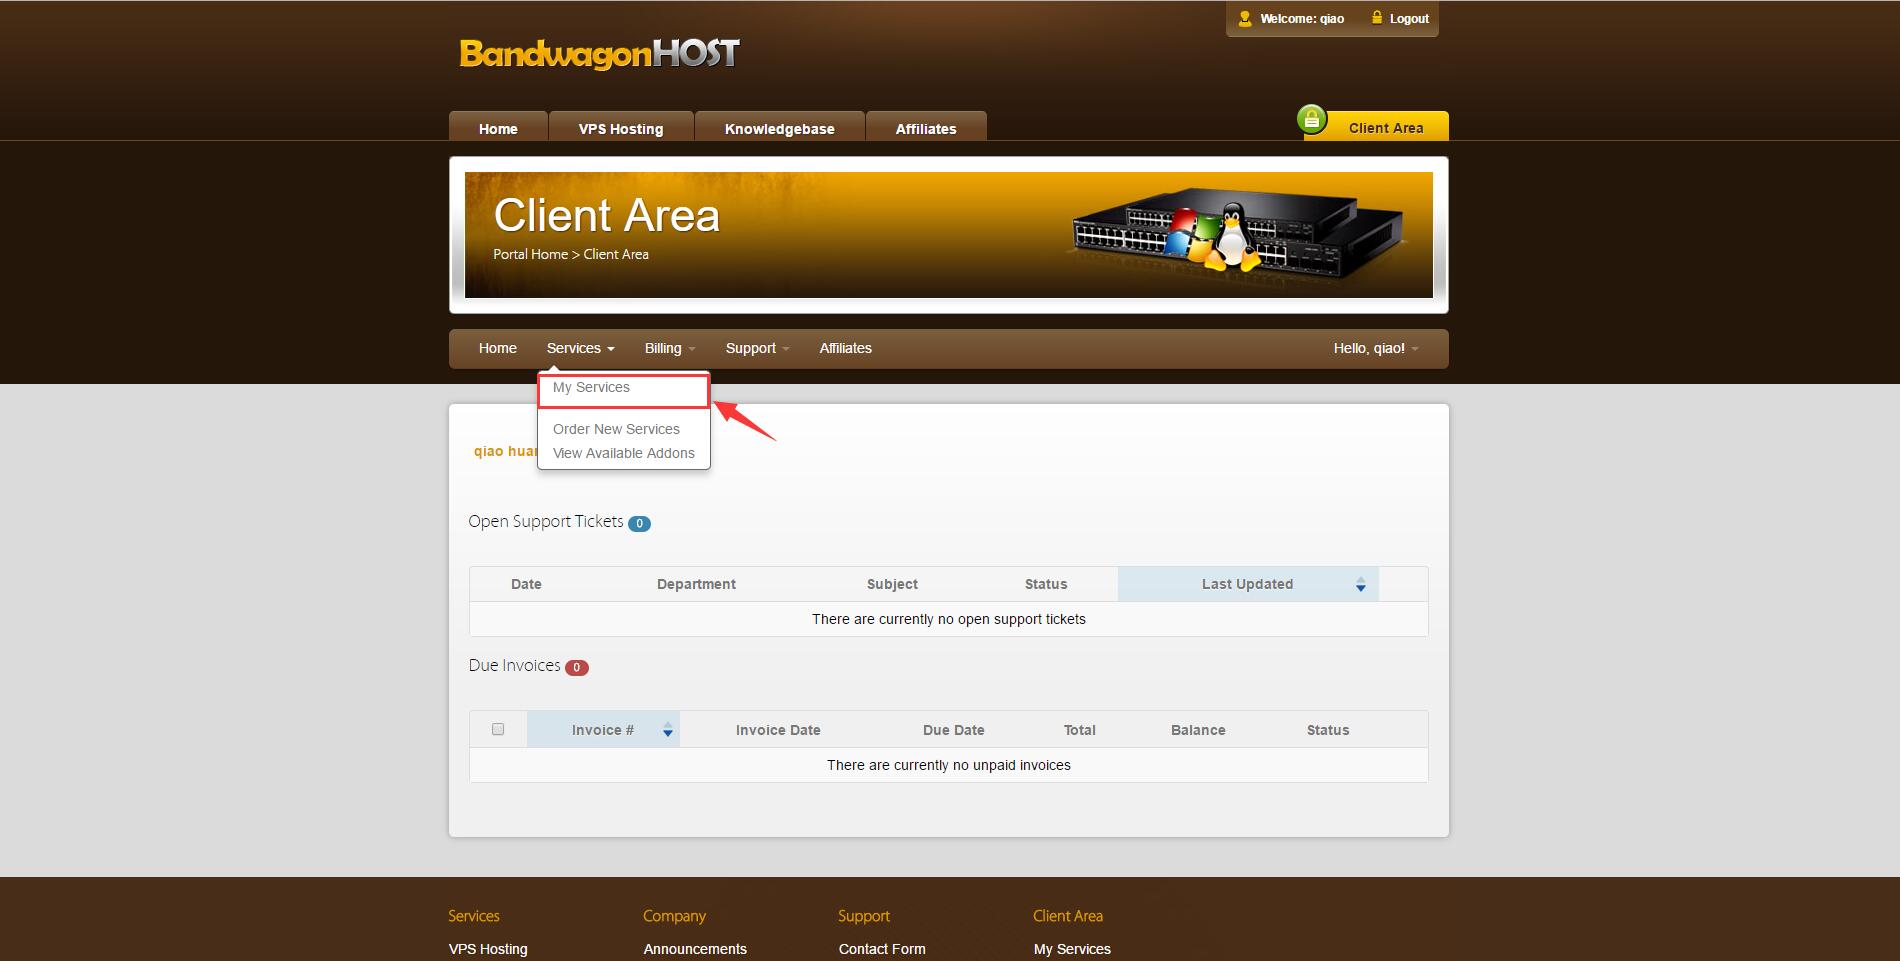 Welcome: qiao
Logout
BandwagonHOST
Home
VPS Hosting
Knowledgebase
Affiliates
Client Area
Client Area
Portal Home > Client Area
Home
Services
Billing
Support
Affiliates
Hello, qiao!
My Services
Order New Services
View Available Addons
qiao
Open Support Tickets 0
Date
Department
Subject
Status
Last Updated
There are currently no open support tickets
Due Invoices 0
Invoice #
Invoice Date
Due Date
Total
Balance
Status
There are currently no unpaid invoices
Services
Company
Support
Client Area
VPS Hosting
Announcements
Contact Form
My Services